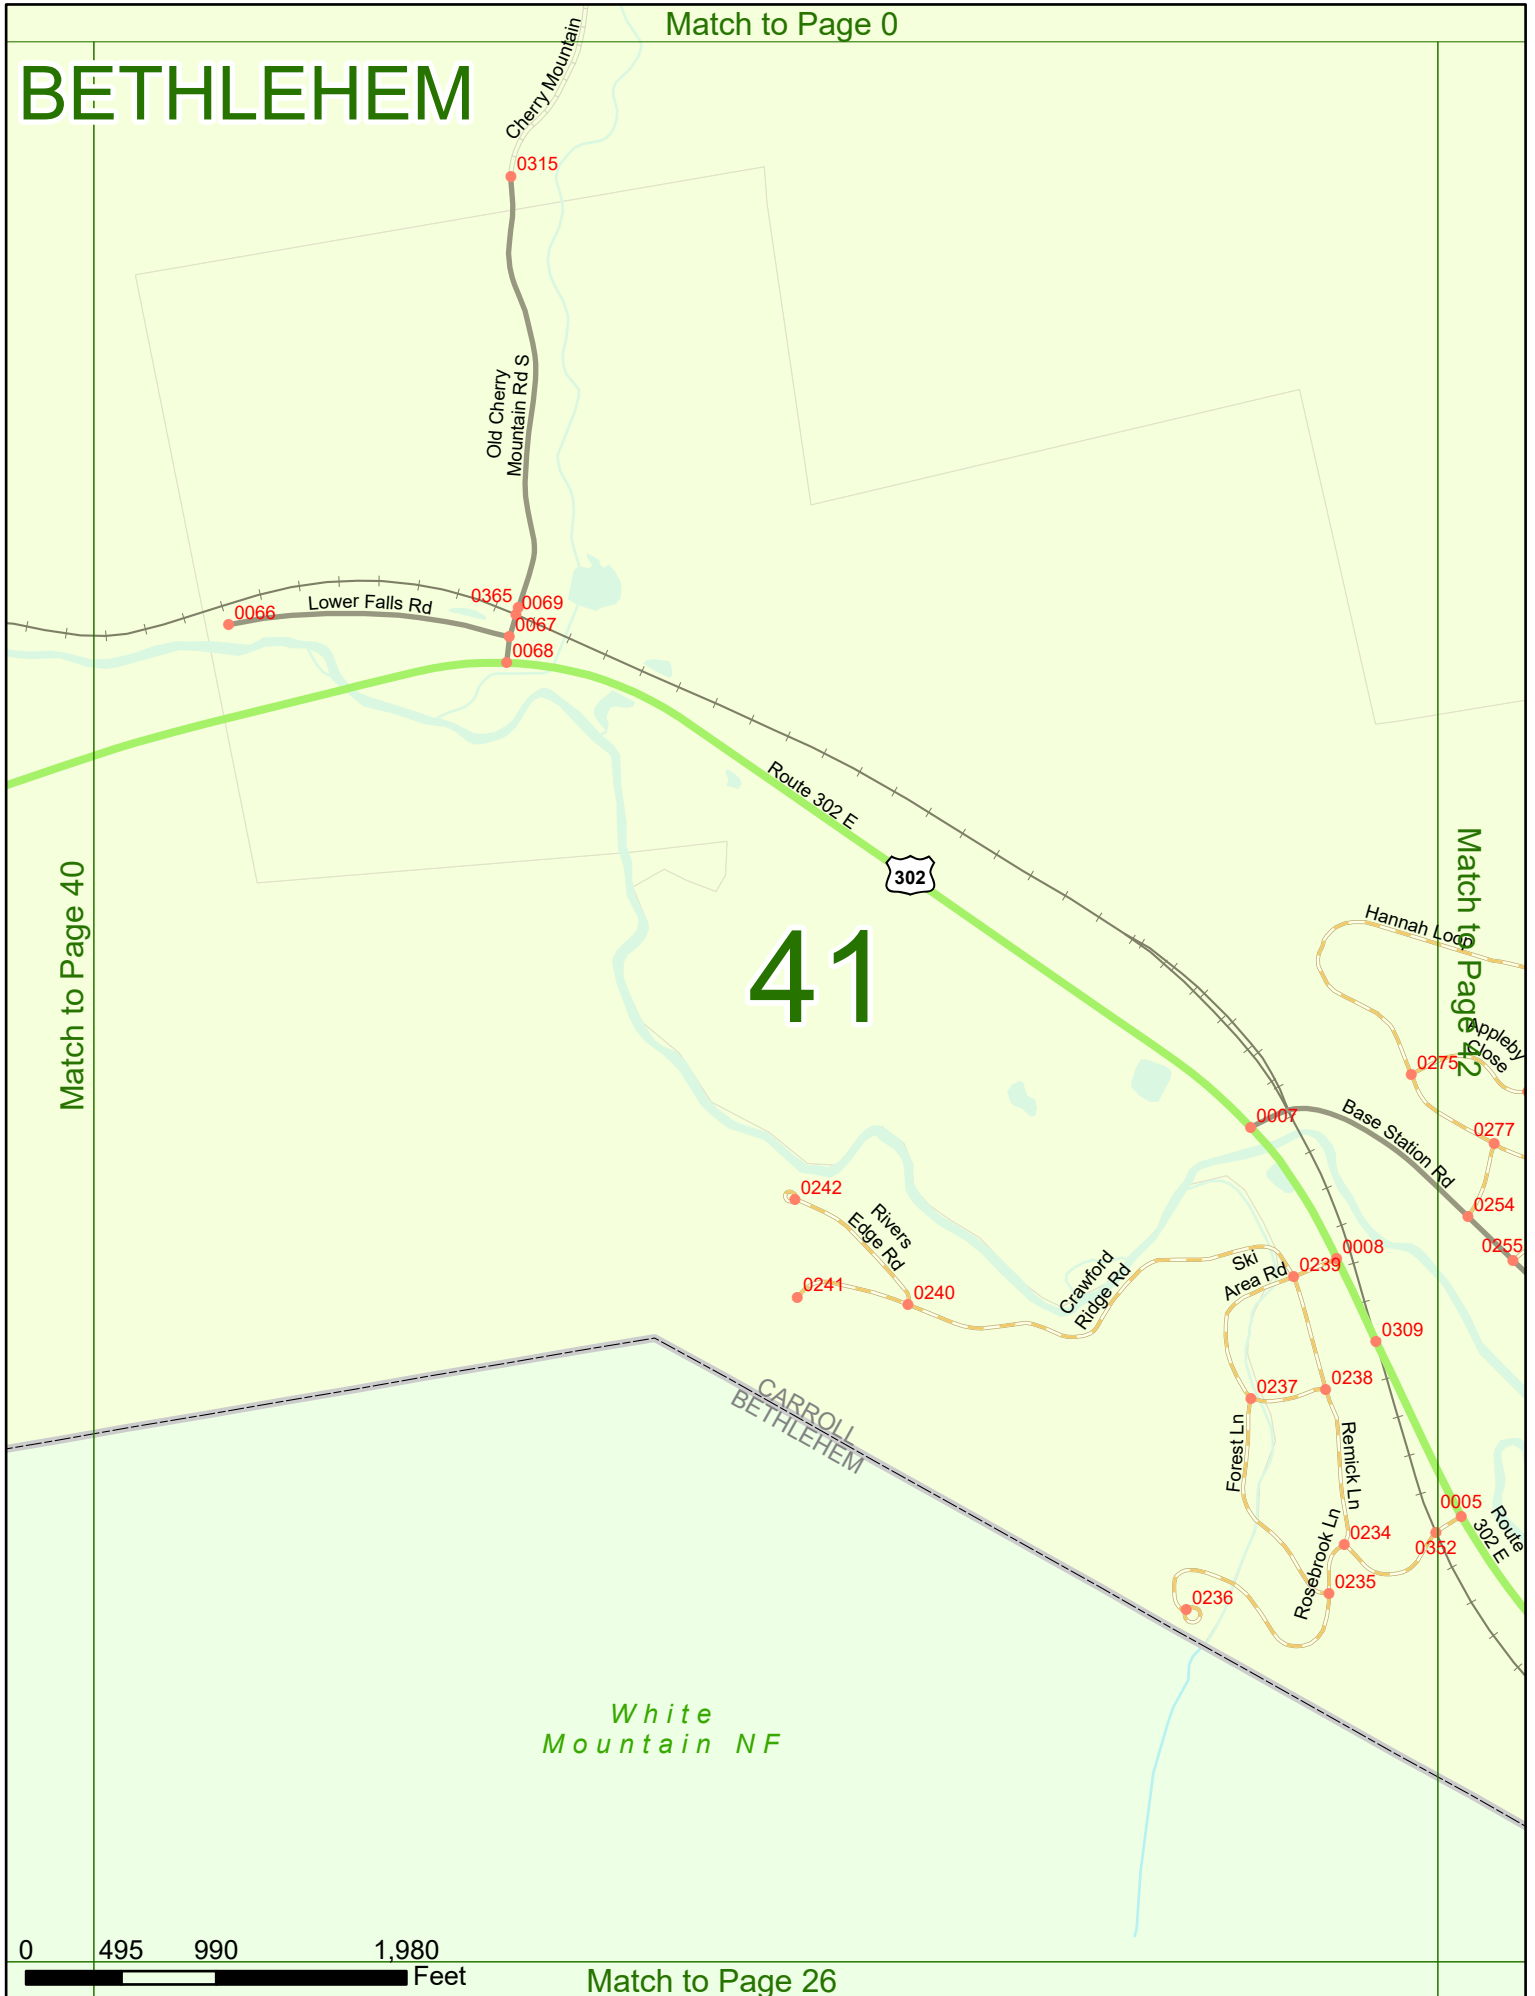 Match to Page 0
BETHLEHEM
Cherry Mountain
0315
Old Cherry
Mountain Rd S
0365
0069
0066
Lower Falls Rd
0067
0068
Route 302 E
302
Match to Page 40
41
Match to Page 42
Hannah Loop
Appleby
Close
0275
0007
Base Station Rd
0277
0254
0255
0242
Rivers
Edge Rd
0241
0240
Crawford
Ridge Rd
Ski
Area Rd
0239
0008
0309
0237
0238
CARROLL
BETHLEHEM
Forest Ln
Remick Ln
0005
Route
302 E
0352
0234
Rosebrook Ln
0235
0236
White
Mountain NF
0 495 990 1,980
Feet
Match to Page 26